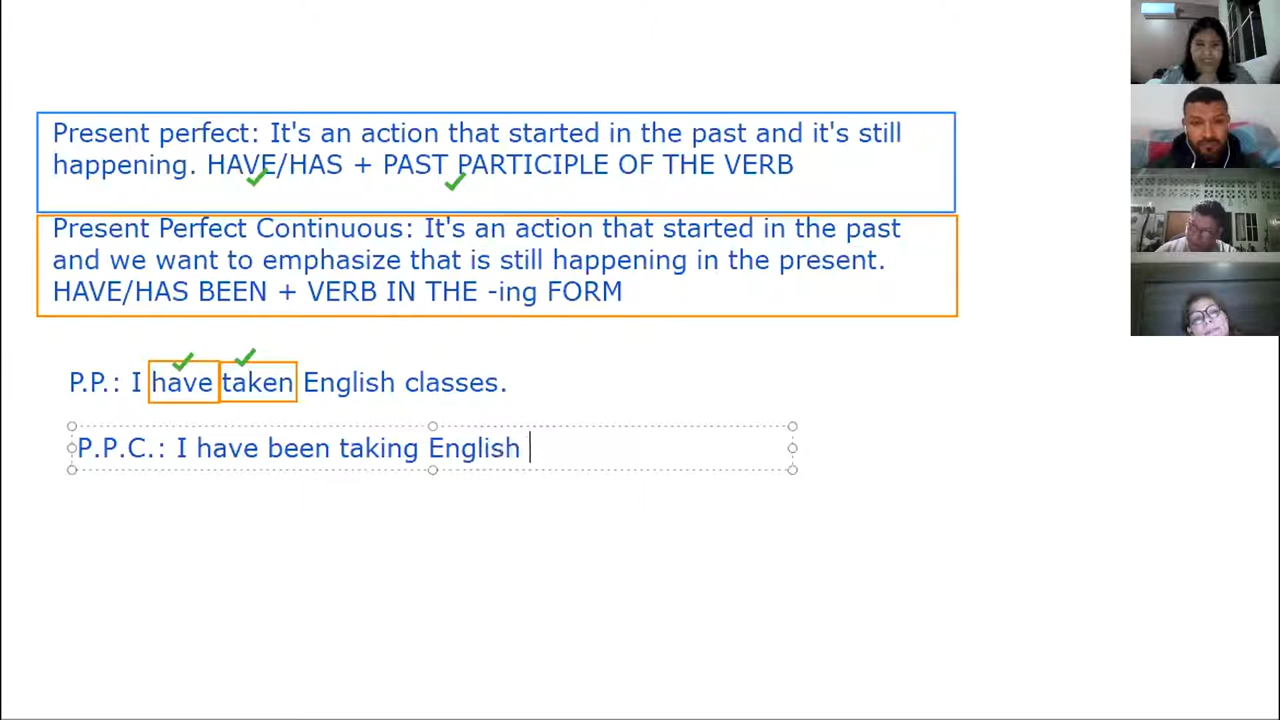 Present perfect: It's an action that started in the past and it's still
happening. HAVE/HAS + PAST PARTICIPLE OF THE VERB
Present Perfect Continuous: It's an action that started in the past
and we want to emphasize that is still happening in the present.
HAVE/HAS BEEN + VERB IN THE -ing FORM
P.P.: I have taken English classes.
P.P.C.: I have been taking English